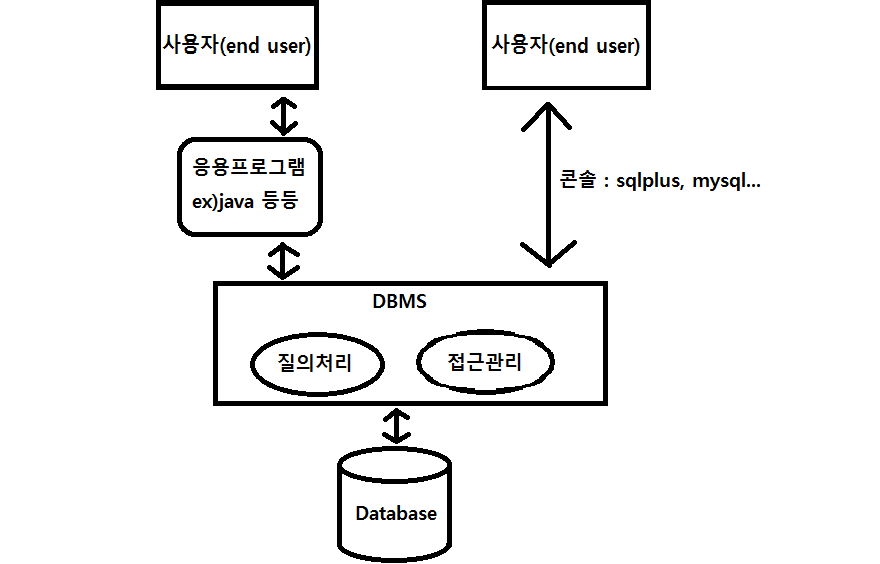 사용자(end user)
사용자(end user)
응용프로그램
ex)java 등등
콘솔 : sqlplus, mysql...
DBMS
질의처리
접근관리
Database